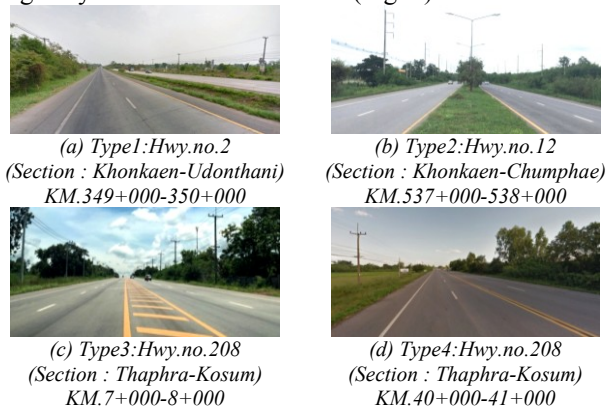 (a) Type1:Hwy.no.2
(Section : Khonkaen-Udonthani)
KM.349+000-350+000
(b) Type2:Hwy.no.12
(Section : Khonkaen-Chumphae)
KM.537+000-538+000
(c) Type3:Hwy.no.208
(Section : Thaphra-Kosum)
KM.7+000-8+000
(d) Type4:Hwy.no.208
(Section : Thaphra-Kosum)
KM.40+000-41+000